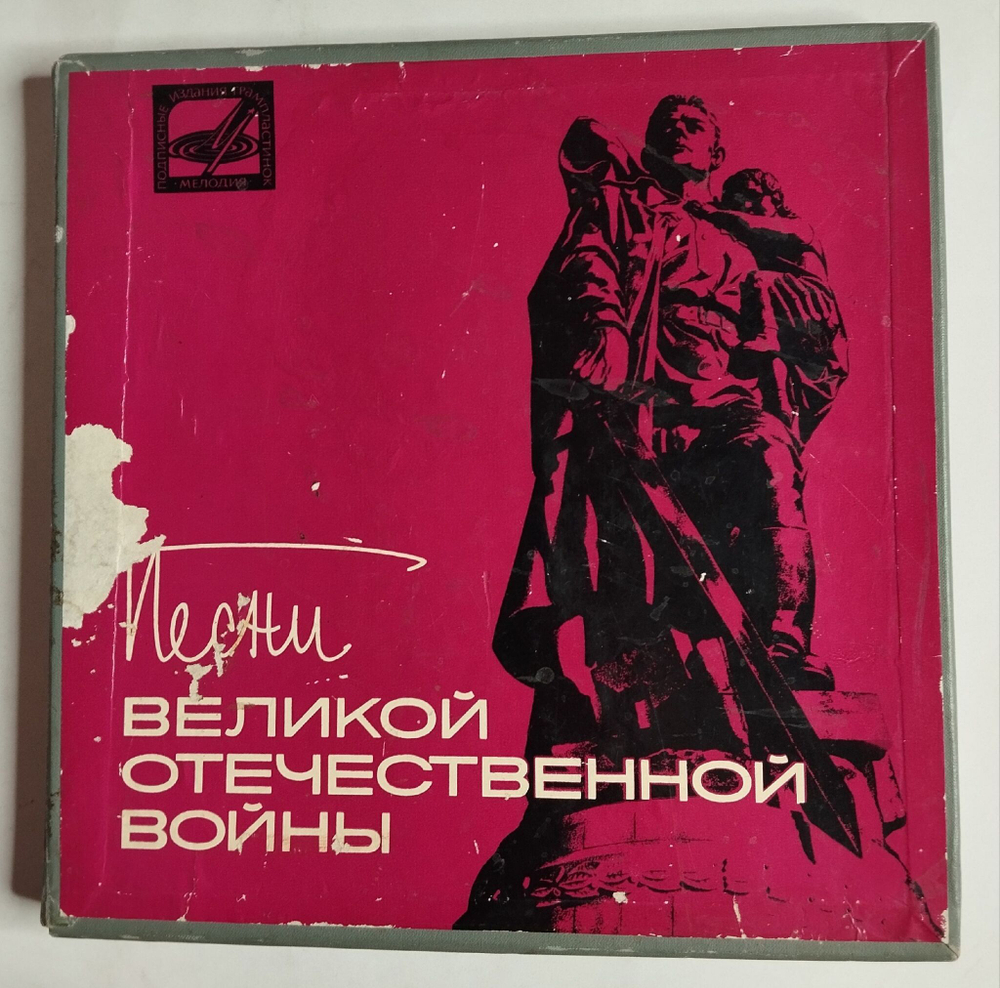 ПОДПИСНЫЕ ИЗДАНИЯ ГРАМПЛАСТИНОК
·МЕЛОДИЯ·
Песни
ВЕЛИКОЙ
ОТЕЧЕСТВЕННОЙ
ВОЙНЫ